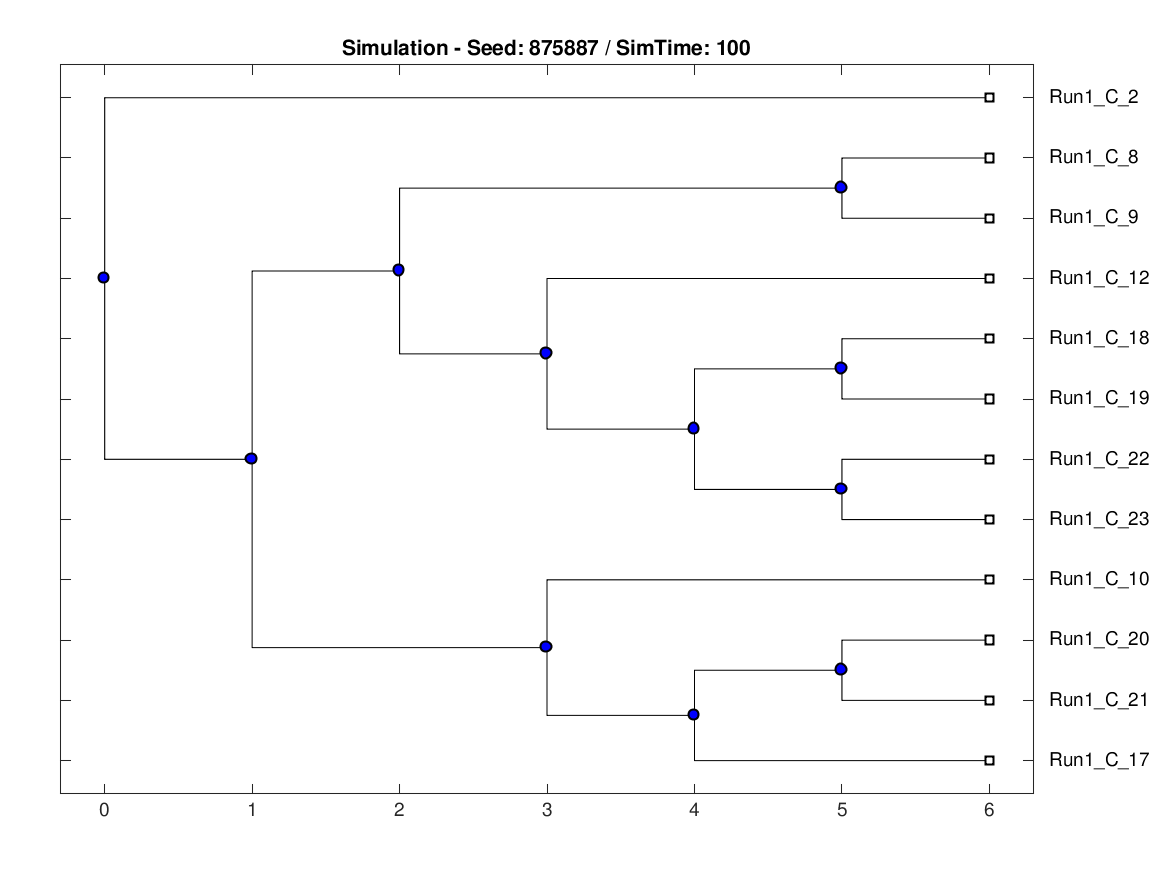 Simulation - Seed: 875887 / SimTime: 100
Run1_C_2
Run1_C_8
Run1_C_9
Run1_C_12
Run1_C_18
Run1_C_19
Run1_C_22
Run1_C_23
Run1_C_10
Run1_C_20
Run1_C_21
Run1_C_17
0 1 2 3 4 5 6